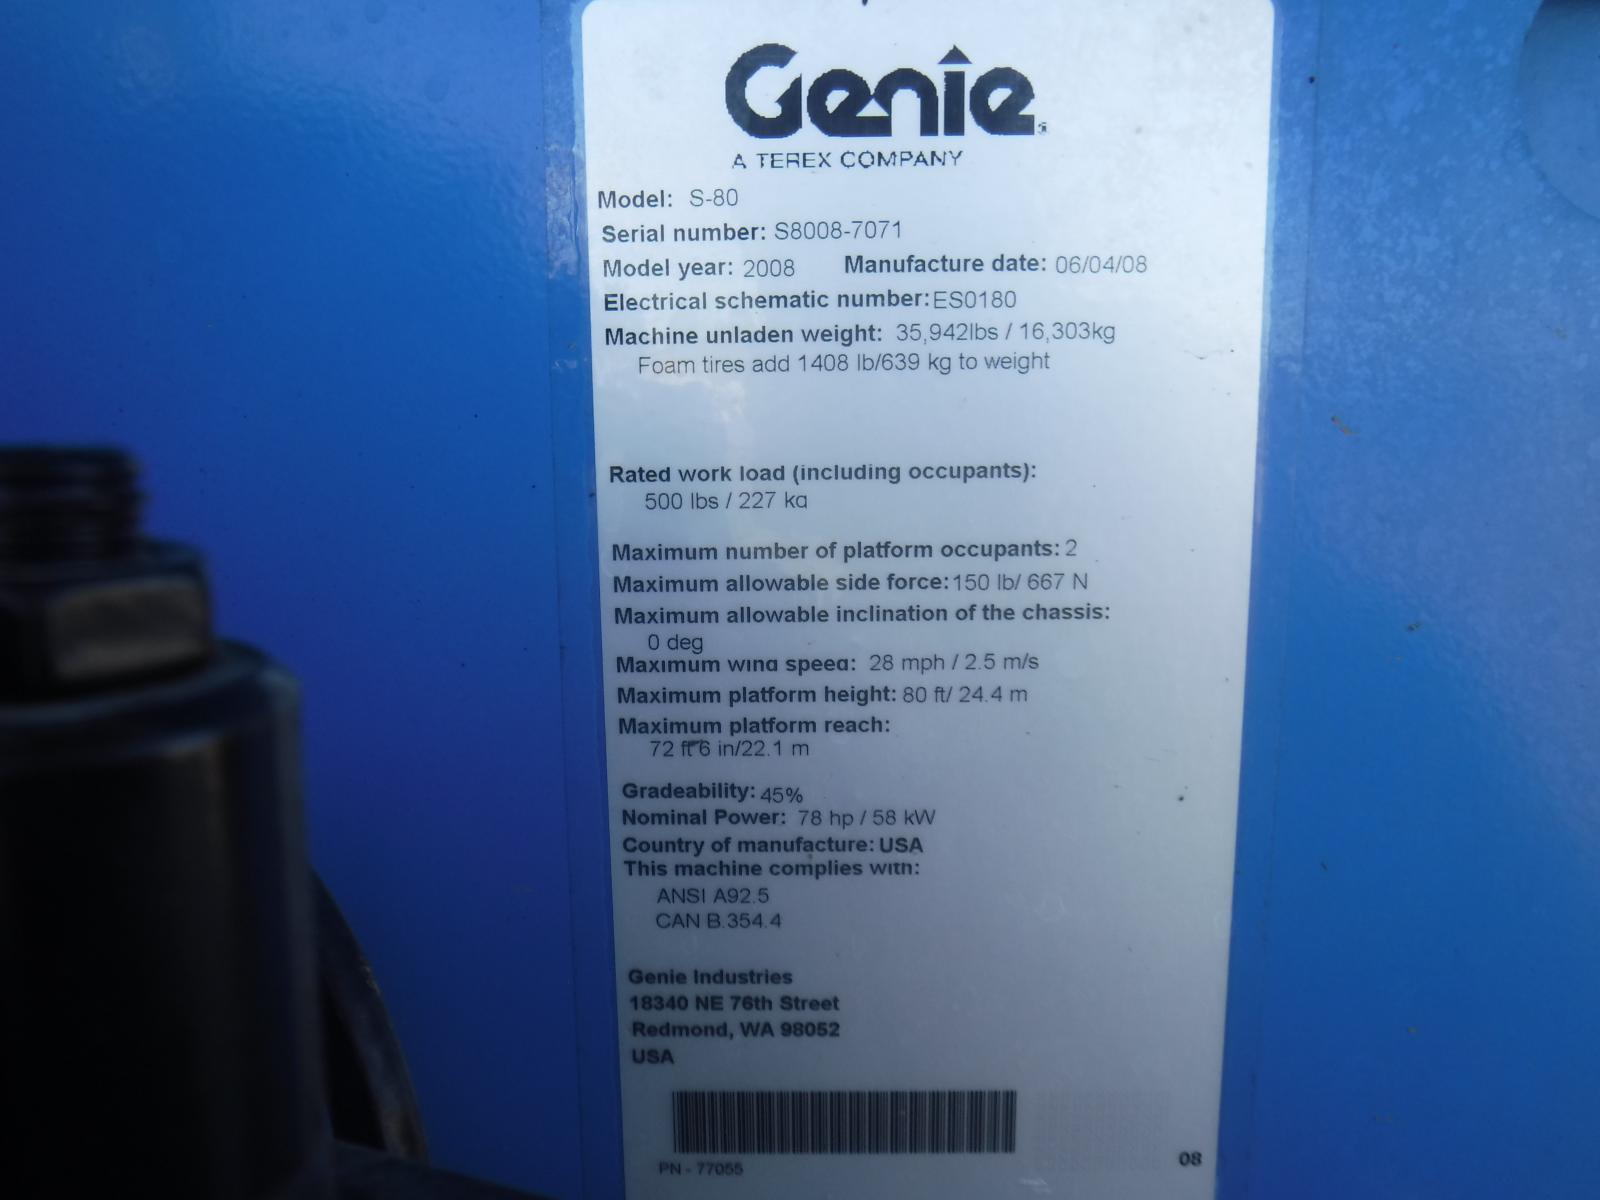 Genie
A TEREX COMPANY
Model: S-80
Serial number: S8008-7071
Model year: 2008 Manufacture date: 06/04/08
Electrical schematic number: ES0180
Machine unladen weight: 35,942lbs / 16,303kg
Foam tires add 1408 lb/639 kg to weight
Rated work load (including occupants):
500 lbs / 227 kg
Maximum number of platform occupants: 2
Maximum allowable side force: 150 lb/ 667 N
Maximum allowable inclination of the chassis:
0 deg
Maximum wind speed: 28 mph / 2.5 m/s
Maximum platform height: 80 ft/ 24.4 m
Maximum platform reach:
72 ft 6 in/22.1 m
Gradeability: 45%
Nominal Power: 78 hp / 58 kW
Country of manufacture: USA
This machine complies with:
ANSI A92.5
CAN B.354.4
Genie Industries
18340 NE 76th Street
Redmond, WA 98052
USA
PN - 77055
08